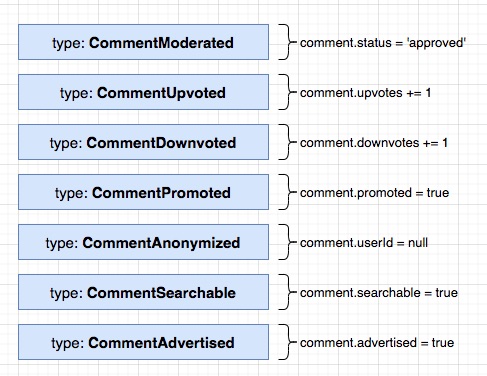 type: CommentModerated comment.status = 'approved'
type: CommentUpvoted comment.upvotes += 1
type: CommentDownvoted comment.downvotes += 1
type: CommentPromoted comment.promoted = true
type: CommentAnonymized comment.userId = null
type: CommentSearchable comment.searchable = true
type: CommentAdvertised comment.advertised = true